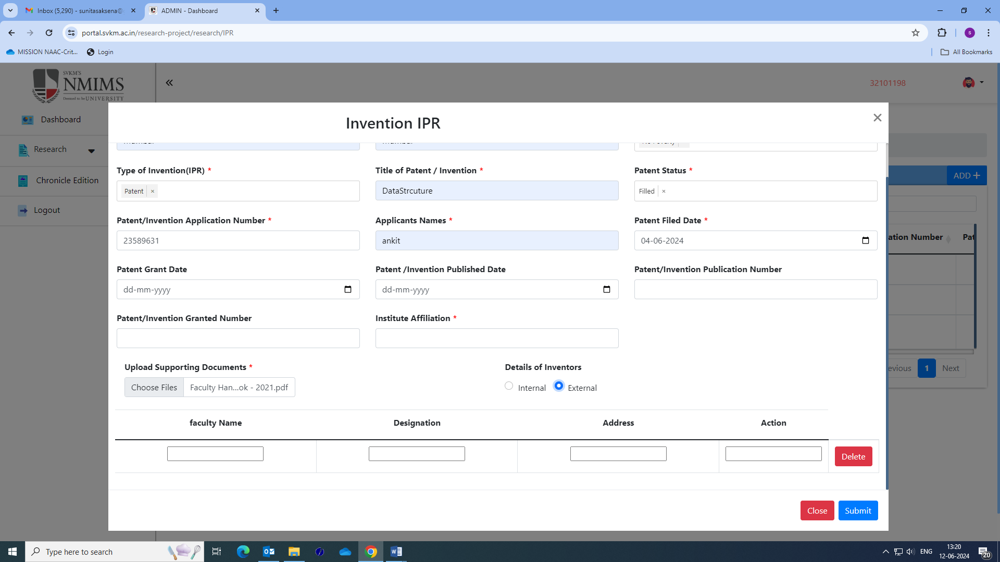 Inbox (5,290) - sunitasaksena@
ADMIN - Dashboard
portal.svkm.ac.in/research-project/research/IPR
MISSION NAAC-Crit...
Login
All Bookmarks
SVKM'S
NMIMS
Deemed to be UNIVERSITY
32101198
Dashboard
Research
Chronicle Edition
Logout
ADD
Invention IPR
Type of Invention(IPR) *
Title of Patent / Invention *
Patent Status *
Patent ×
DataStrcuture
Filled ×
Patent/Invention Application Number *
Applicants Names *
Patent Filed Date *
23589631
ankit
04-06-2024
ation Number
Pat
Patent Grant Date
Patent /Invention Published Date
Patent/Invention Publication Number
dd-mm-yyyy
dd-mm-yyyy
Patent/Invention Granted Number
Institute Affiliation *
Upload Supporting Documents *
Details of Inventors
evious
1
Next
Choose Files
Faculty Han...ok - 2021.pdf
Internal
External
faculty Name
Designation
Address
Action
Delete
Close
Submit
Type here to search
ENG
13:20
12-06-2024
20